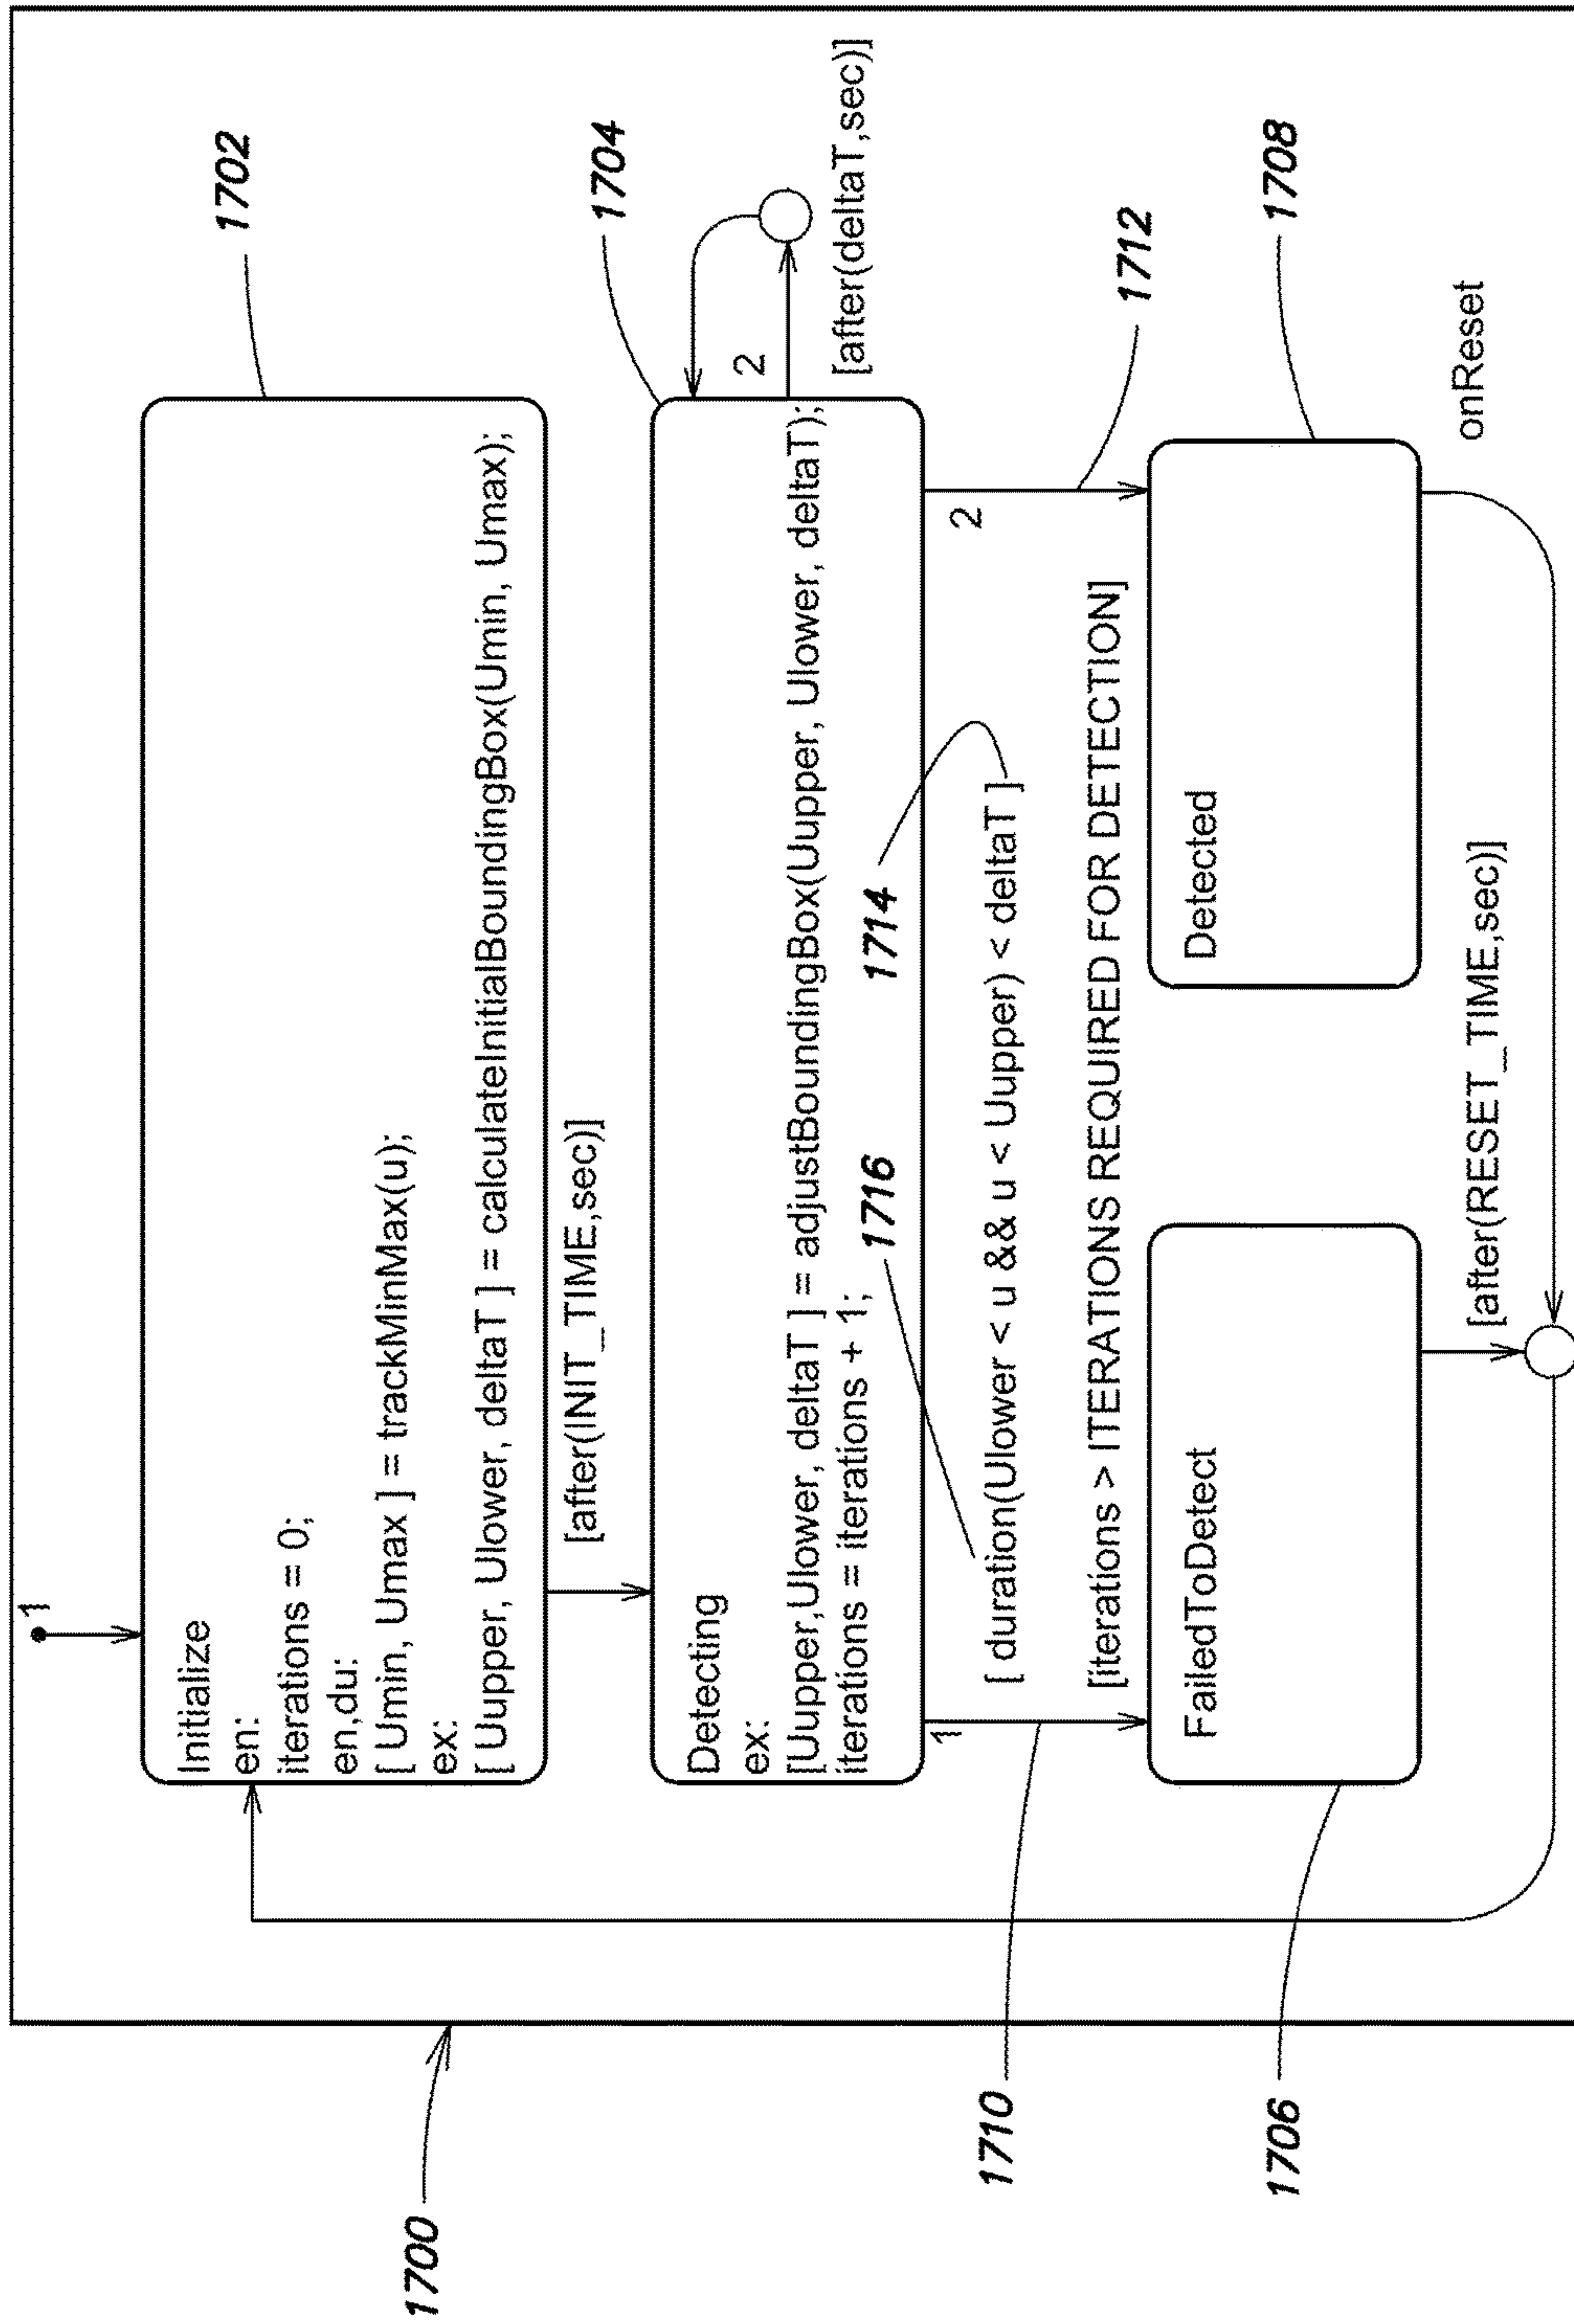 1700
1
1702
Initialize
en:
iterations = 0;
en,du:
[ Umin, Umax ] = trackMinMax(u);
ex:
[ Uupper, Ulower, deltaT ] = calculateInitialBoundingBox(Umin, Umax);
[after(INIT_TIME,sec)]
1704
Detecting
ex:
[Uupper,Ulower, deltaT ] = adjustBoundingBox(Uupper, Ulower, deltaT);
iterations = iterations + 1;
2
[after(deltaT,sec)]
1716
1714
1
2
[ duration(Ulower < u && u < Uupper) < deltaT ]
1710
1712
[iterations > ITERATIONS REQUIRED FOR DETECTION]
FailedToDetect
Detected
1706
1708
[after(RESET_TIME,sec)]
onReset